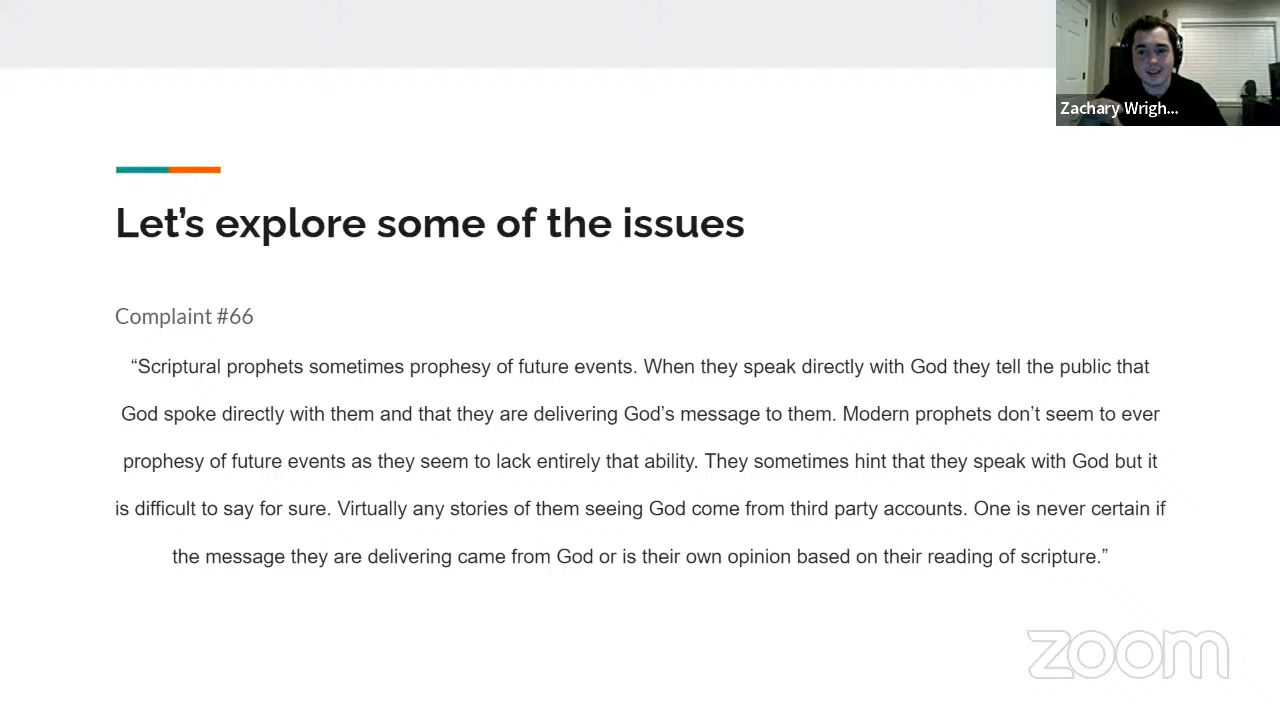 Zachary Wrigh...
Let's explore some of the issues
Complaint #66
“Scriptural prophets sometimes prophesy of future events. When they speak directly with God they tell the public that
God spoke directly with them and that they are delivering God’s message to them. Modern prophets don’t seem to ever
prophesy of future events as they seem to lack entirely that ability. They sometimes hint that they speak with God but it
is difficult to say for sure. Virtually any stories of them seeing God come from third party accounts. One is never certain if
the message they are delivering came from God or is their own opinion based on their reading of scripture.”
zoom